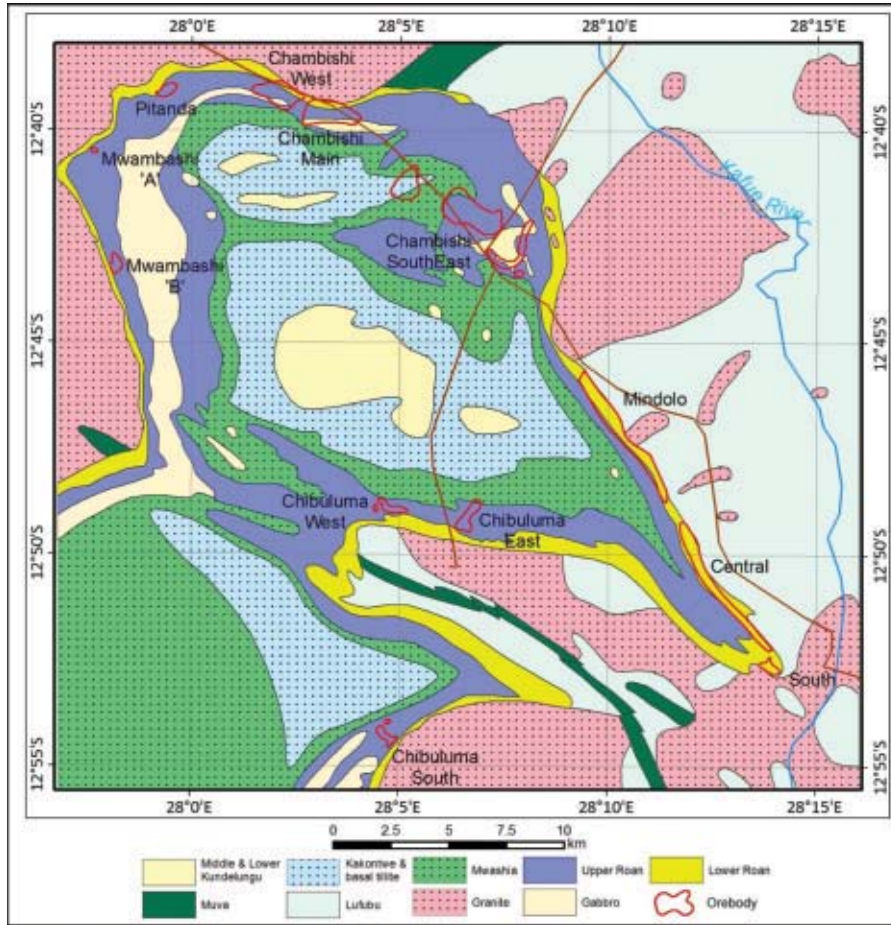 28°0'E
28°5'E
28°10'E
28°15'E
Chambishi
West
Pitanda
12°40'S
12°40'S
Chambishi
Main
Mwambashi
'A'
Kafue River
Chambishi
SouthEast
Mwambashi
'B'
12°45'S
12°45'S
Mindolo
Chibuluma
West
Chibuluma
East
12°50'S
12°50'S
Central
South
Chibuluma
South
12°55'S
12°55'S
28°0'E
28°5'E
28°10'E
28°15'E
0 2.5 5 7.5 10
km
Middle & Lower
Kundelungu
Kakontwe &
basal tillite
Mwashia
Upper Roan
Lower Roan
Muva
Lufubu
Granite
Gabbro
Orebody